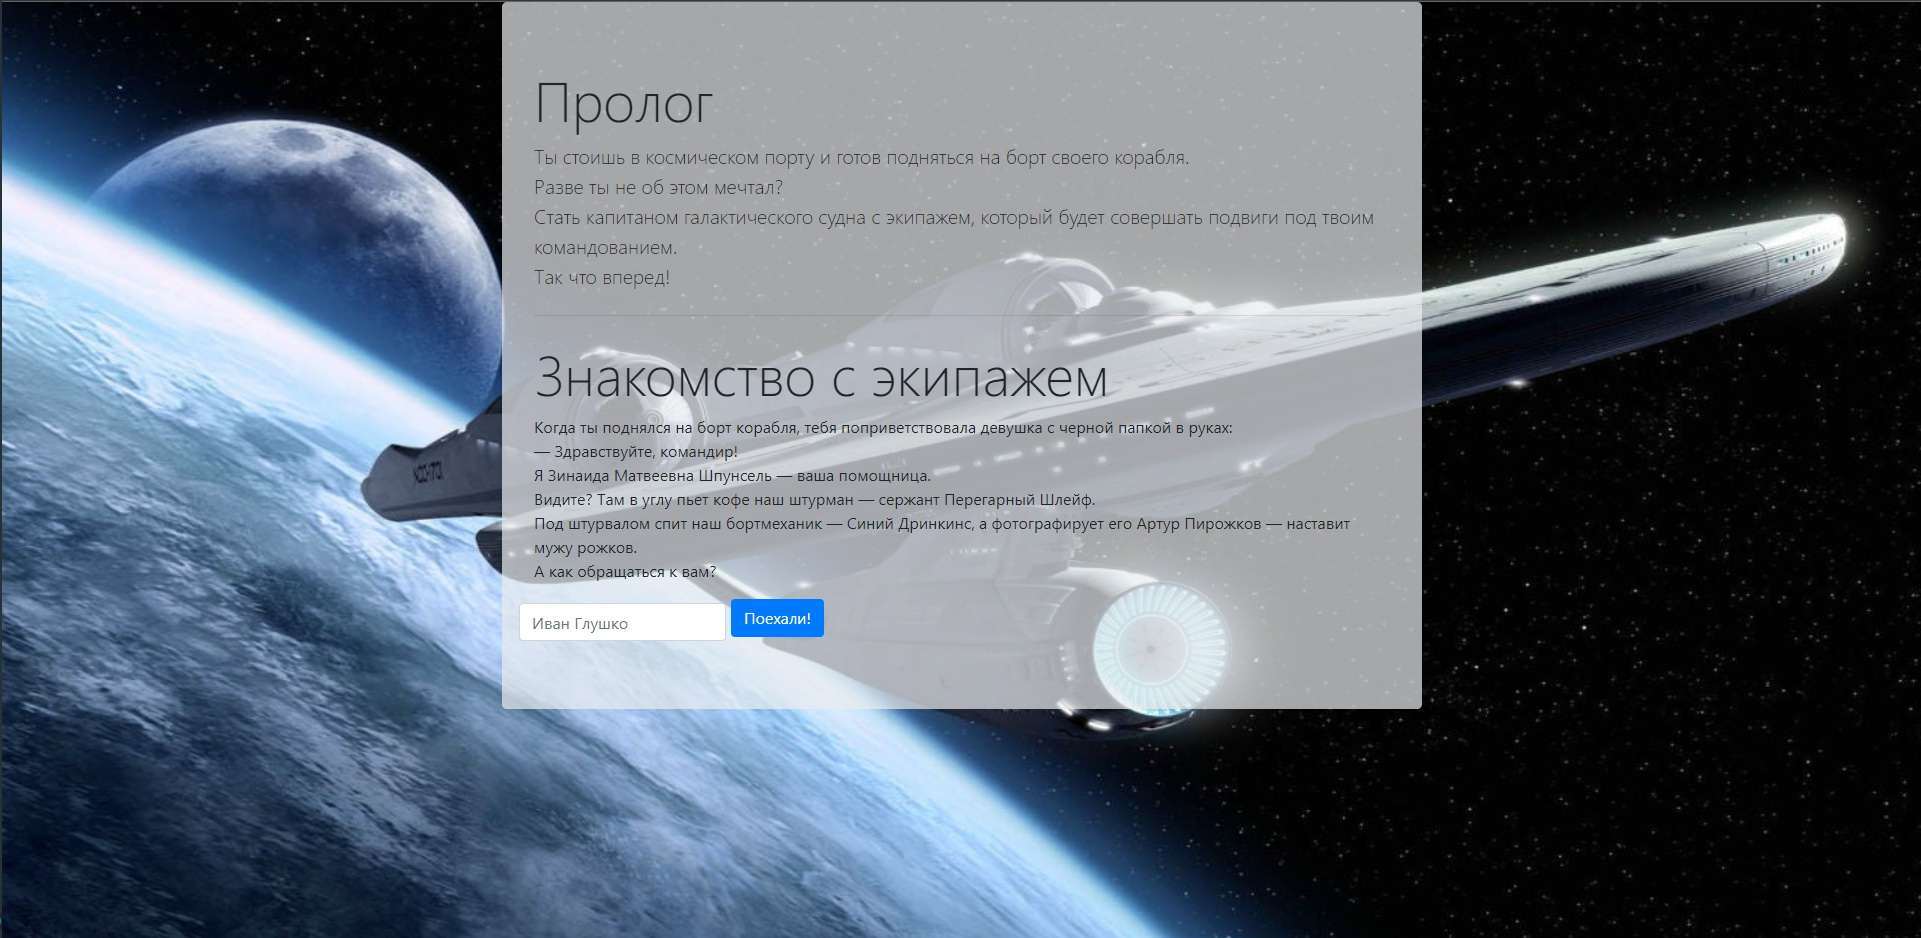 Пролог
Ты стоишь в космическом порту и готов подняться на борт своего корабля.
Разве ты не об этом мечтал?
Стать капитаном галактического судна с экипажем, который будет совершать подвиги под твоим
командованием.
Так что вперед!
Знакомство с экипажем
Когда ты поднялся на борт корабля, тебя поприветствовала девушка с черной папкой в руках:
— Здравствуйте, командир!
Я Зинаида Матвеевна Шпунсель — ваша помощница.
Видите? Там в углу пьет кофе наш штурман — сержант Перегарный Шлейф.
Под штурвалом спит наш бортмеханик — Синий Дринкинс, а фотографирует его Артур Пирожков — наставит
мужу рожков.
А как обращаться к вам?
Иван Глушко
Поехали!